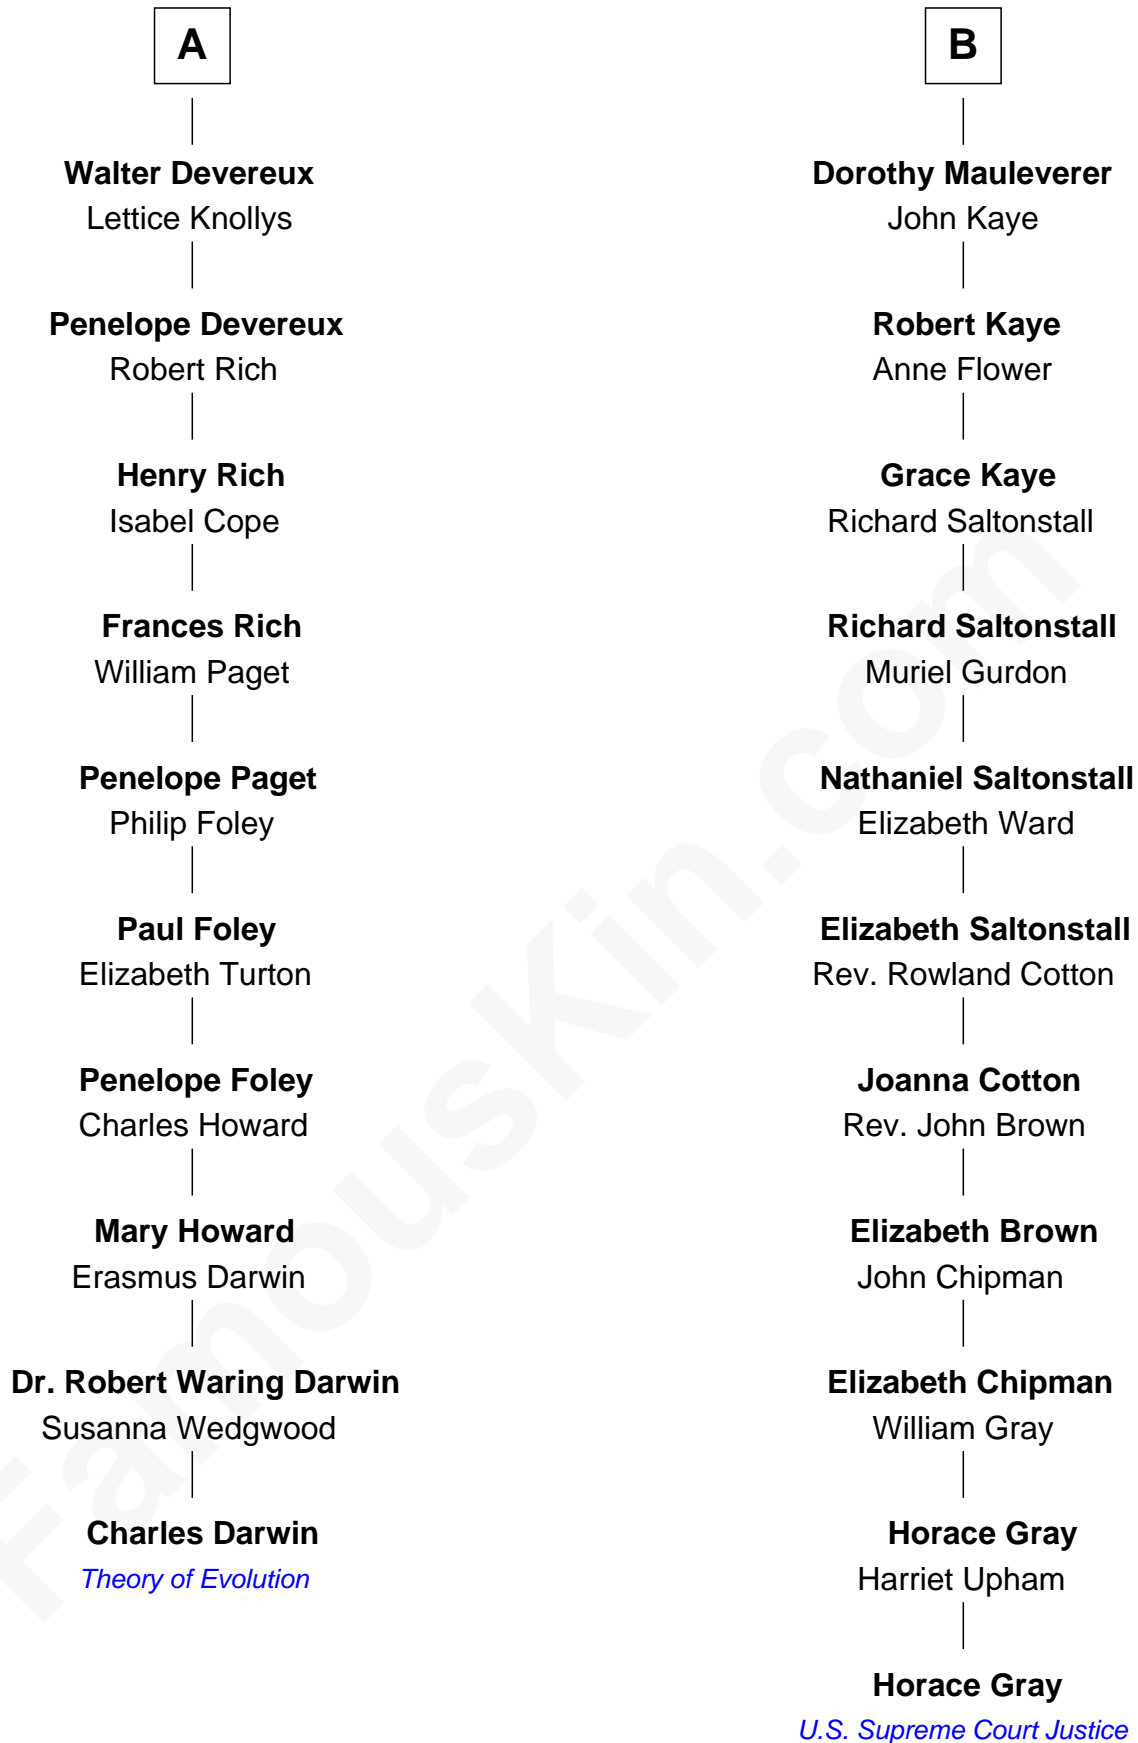 A
Walter Devereux
Lettice Knollys
Penelope Devereux
Robert Rich
Henry Rich
Isabel Cope
Frances Rich
William Paget
Penelope Paget
Philip Foley
Paul Foley
Elizabeth Turton
Penelope Foley
Charles Howard
Mary Howard
Erasmus Darwin
Dr. Robert Waring Darwin
Susanna Wedgwood
Charles Darwin
Theory of Evolution
B
Dorothy Mauleverer
John Kaye
Robert Kaye
Anne Flower
Grace Kaye
Richard Saltonstall
Richard Saltonstall
Muriel Gurdon
Nathaniel Saltonstall
Elizabeth Ward
Elizabeth Saltonstall
Rev. Rowland Cotton
Joanna Cotton
Rev. John Brown
Elizabeth Brown
John Chipman
Elizabeth Chipman
William Gray
Horace Gray
Harriet Upham
Horace Gray
U.S. Supreme Court Justice
FamousKin.com